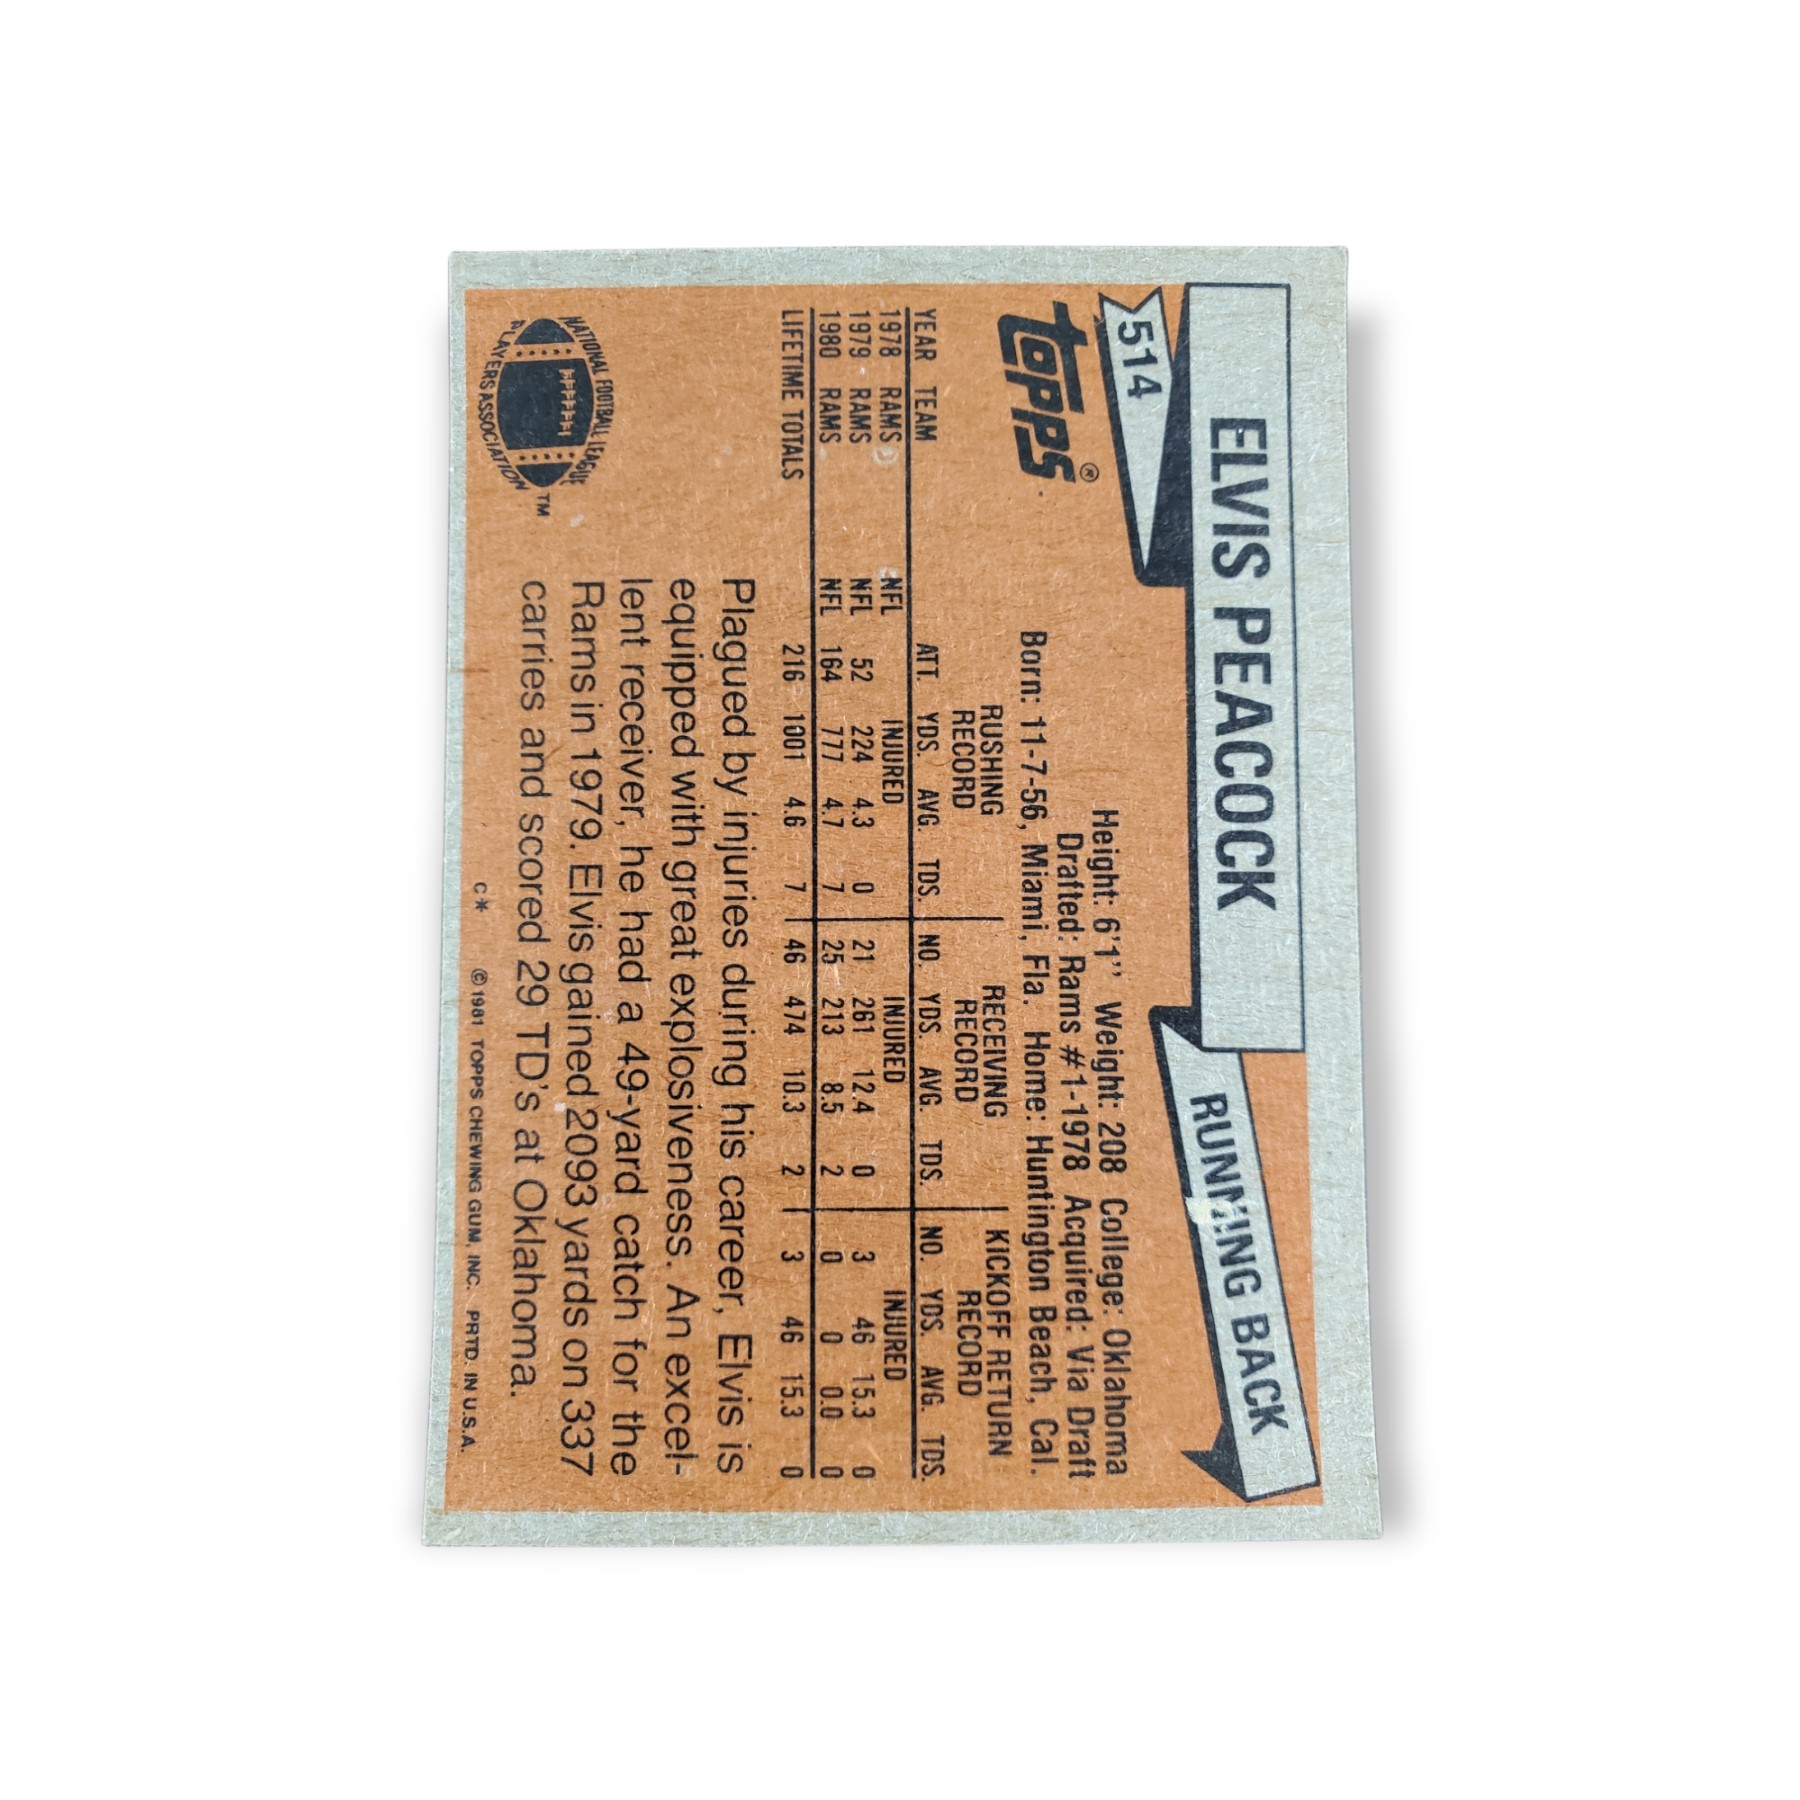 ELVIS PEACOCK
RUNNING BACK
514
TOPPS®
Height: 6'1" Weight: 208 College: Oklahoma
Drafted: Rams #1-1978 Acquired: Via Draft
Born: 11-7-56, Miami, Fla. Home: Huntington Beach, Cal.
RUSHING RECORD RECEIVING RECORD KICKOFF RETURN RECORD
YEAR TEAM ATT. YDS. AVG. TDS. NO. YDS. AVG. TDS. NO. YDS. AVG. TDS.
1978 RAMS NFL INJURED INJURED INJURED
1979 RAMS NFL 52 224 4.3 0 21 261 12.4 0 3 46 15.3 0
1980 RAMS NFL 164 777 4.7 7 25 213 8.5 2 0 0 0.0 0
LIFETIME TOTALS 216 1001 4.6 7 46 474 10.3 2 3 46 15.3 0
Plagued by injuries during his career, Elvis is
equipped with great explosiveness. An excel-
lent receiver, he had a 49-yard catch for the
Rams in 1979. Elvis gained 2093 yards on 337
carries and scored 29 TD's at Oklahoma.
NATIONAL FOOTBALL LEAGUE
PLAYERS ASSOCIATION
TM
C* © 1981 TOPPS CHEWING GUM, INC. PRTD. IN U.S.A.